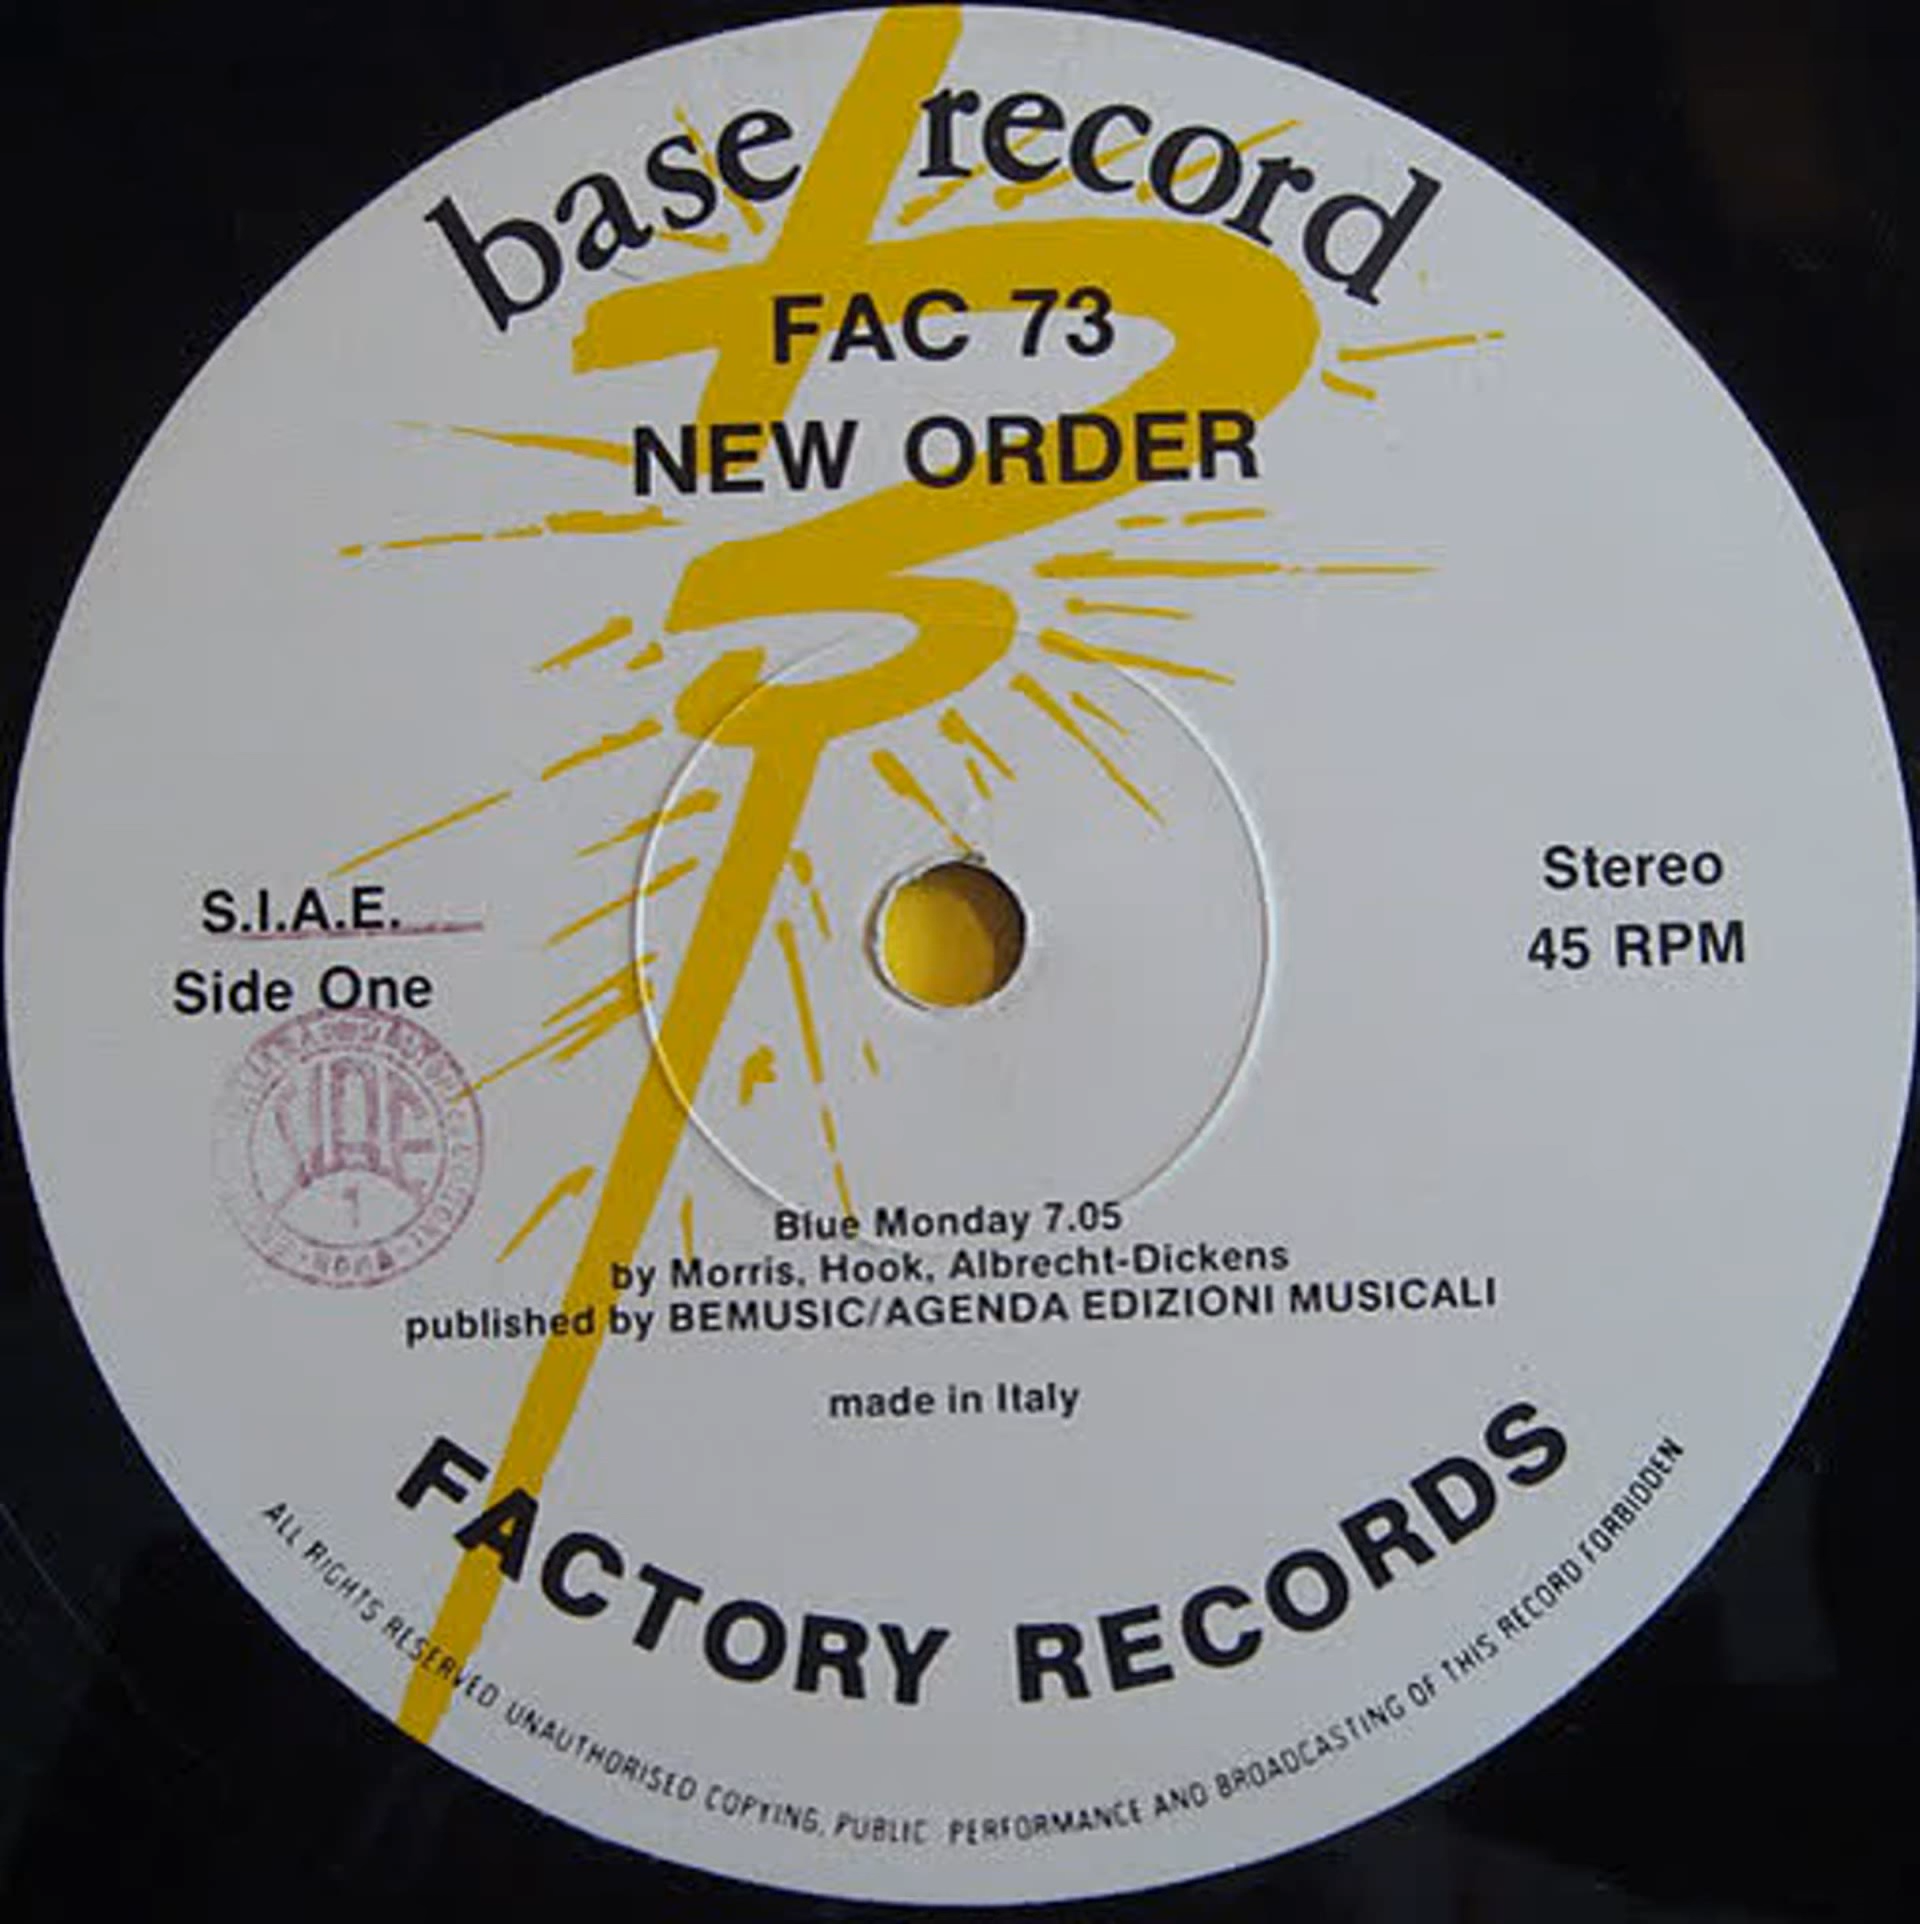 base record
FAC 73
NEW ORDER
S.I.A.E.
Side One
Stereo
45 RPM
SIAE
ROMA
Blue Monday 7.05
by Morris, Hook, Albrecht-Dickens
published by BEMUSIC/AGENDA EDIZIONI MUSICALI
made in Italy
FACTORY RECORDS
ALL RIGHTS RESERVED UNAUTHORISED COPYING, PUBLIC PERFORMANCE AND BROADCASTING OF THIS RECORD FORBIDDEN